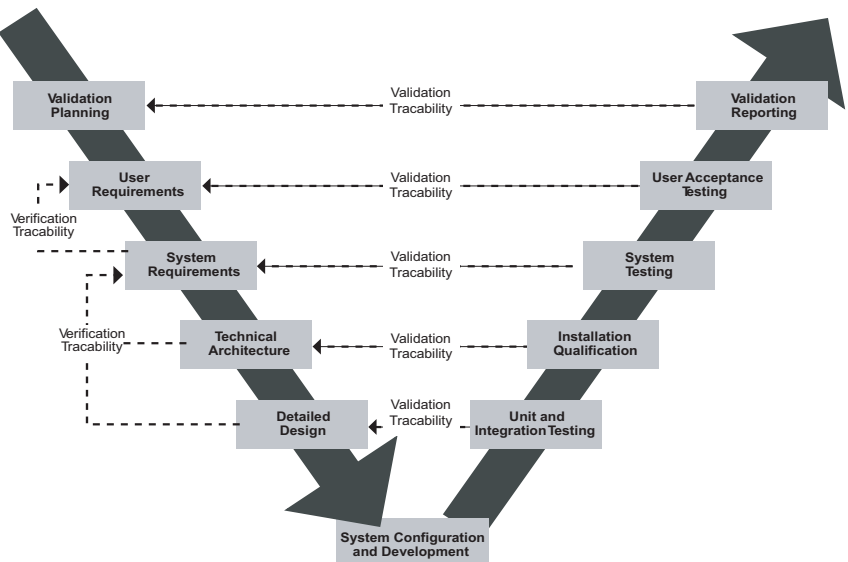 Validation
Planning
Validation
Tracability
Validation
Reporting
User
Requirements
Validation
Tracability
User Acceptance
Testing
Verification
Tracability
System
Requirements
Validation
Tracability
System
Testing
Verification
Tracability
Technical
Architecture
Validation
Tracability
Installation
Qualification
Detailed
Design
Validation
Tracability
Unit and
Integration Testing
System Configuration
and Development